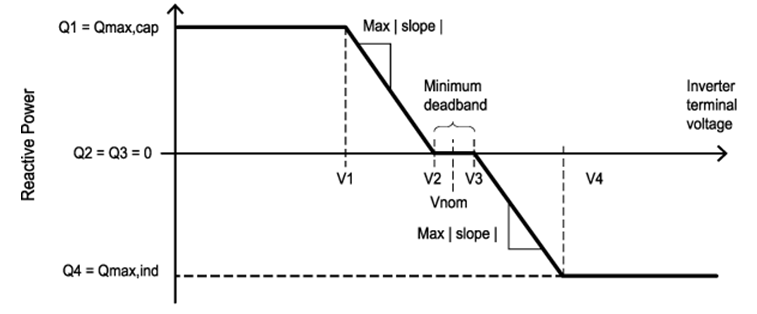 Q1 = Qmax,cap
Max | slope |
Minimum
deadband
Inverter
terminal
voltage
Reactive Power
Q2 = Q3 = 0
V1
V2
V3
V4
Vnom
Max | slope |
Q4 = Qmax,ind